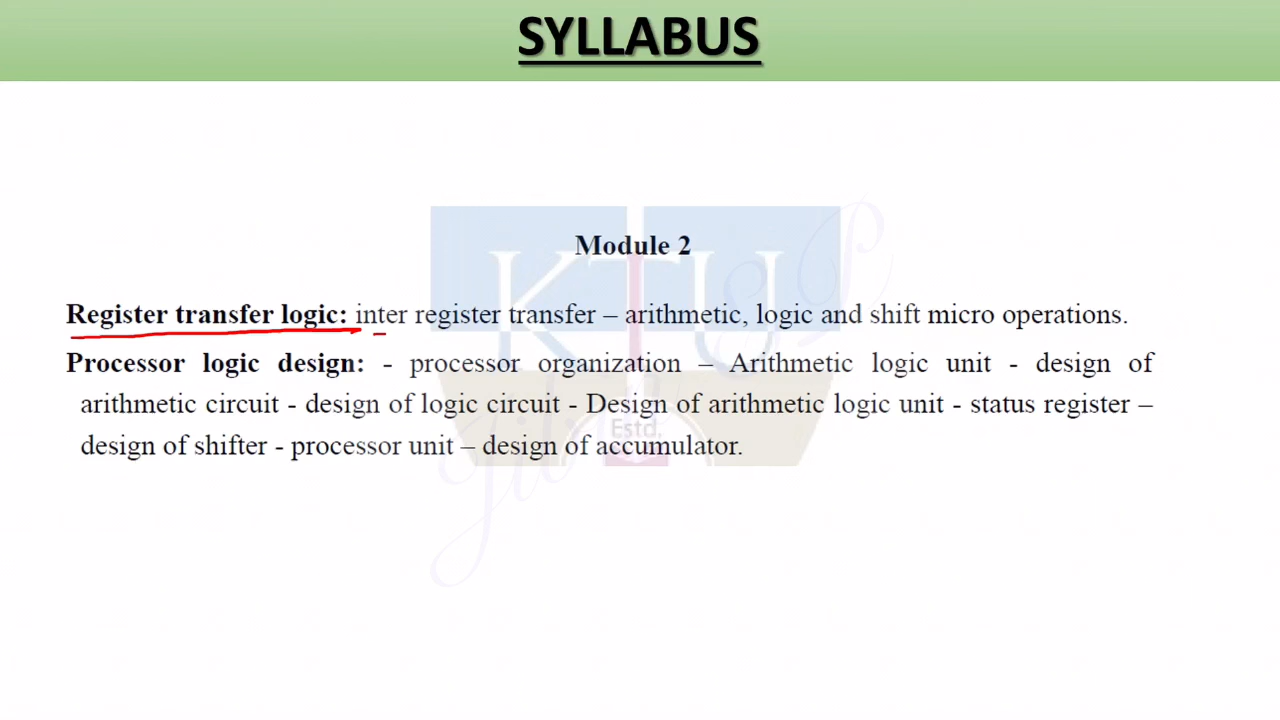 SYLLABUS
Module 2
Register transfer logic: inter register transfer – arithmetic, logic and shift micro operations.
Processor logic design: - processor organization – Arithmetic logic unit - design of
arithmetic circuit - design of logic circuit - Design of arithmetic logic unit - status register –
design of shifter - processor unit – design of accumulator.
KTU
Estd.